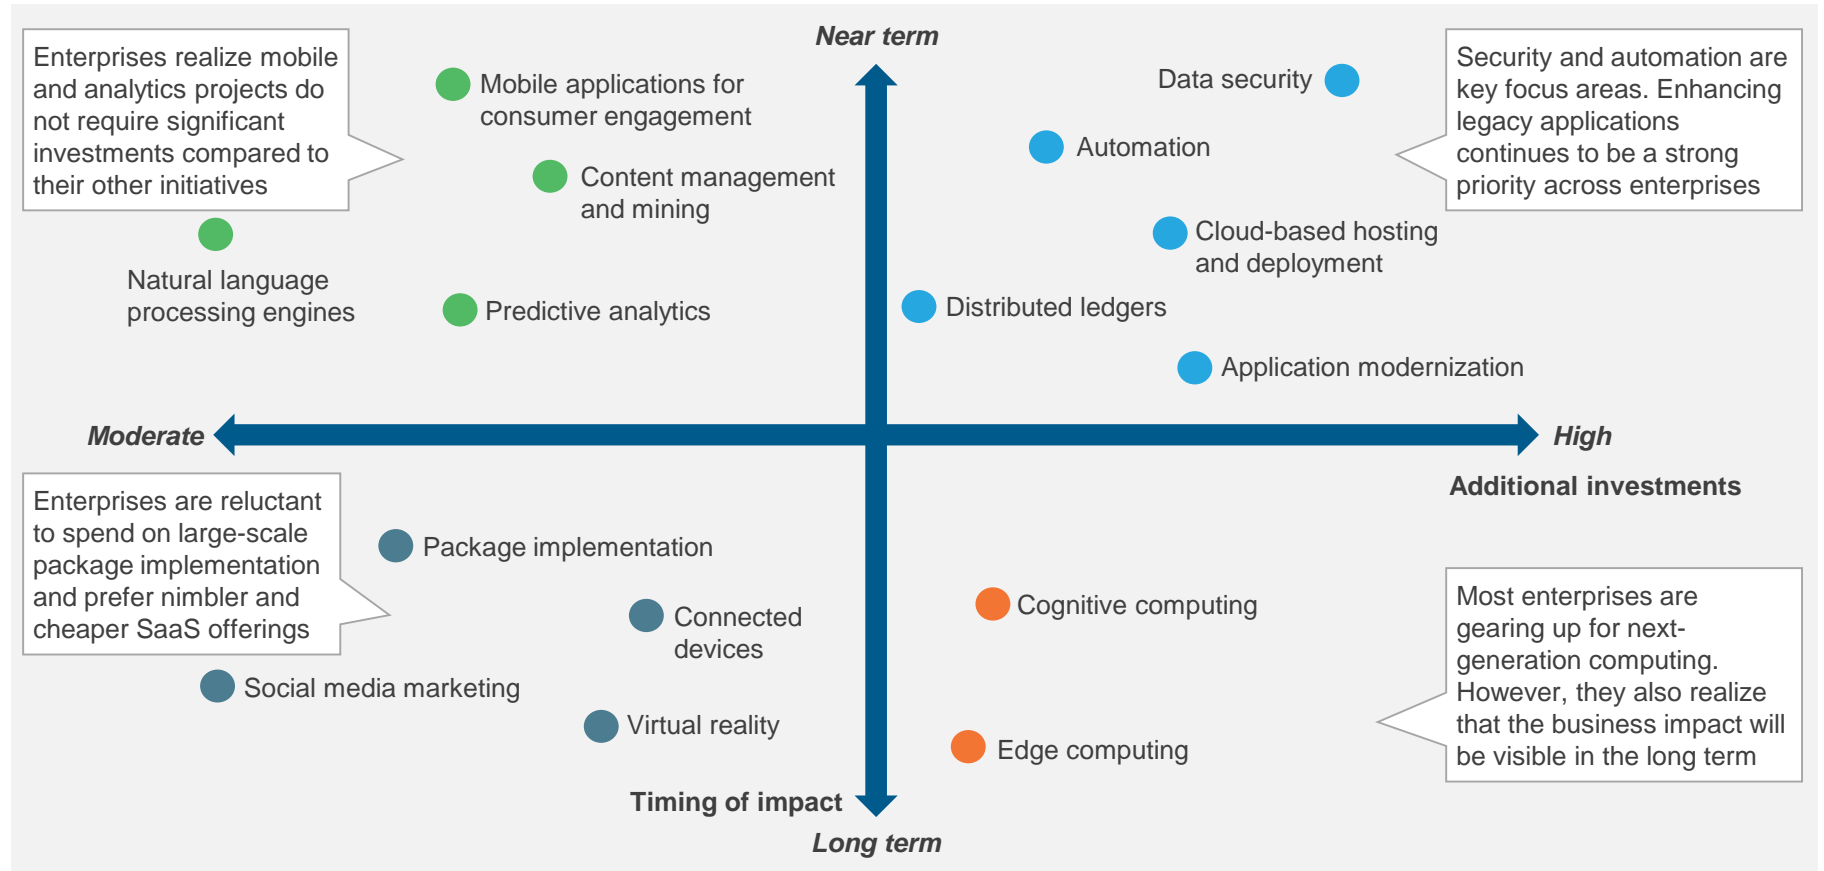 Near term
Enterprises realize mobile
and analytics projects do
not require significant
investments compared to
their other initiatives
Mobile applications for
consumer engagement
Content management
and mining
Natural language
processing engines
Predictive analytics
Data security
Automation
Cloud-based hosting
and deployment
Distributed ledgers
Application modernization
Security and automation are
key focus areas. Enhancing
legacy applications
continues to be a strong
priority across enterprises
Moderate
High
Additional investments
Enterprises are reluctant
to spend on large-scale
package implementation
and prefer nimbler and
cheaper SaaS offerings
Package implementation
Connected
devices
Social media marketing
Virtual reality
Cognitive computing
Edge computing
Most enterprises are
gearing up for next-
generation computing.
However, they also realize
that the business impact will
be visible in the long term
Timing of impact
Long term